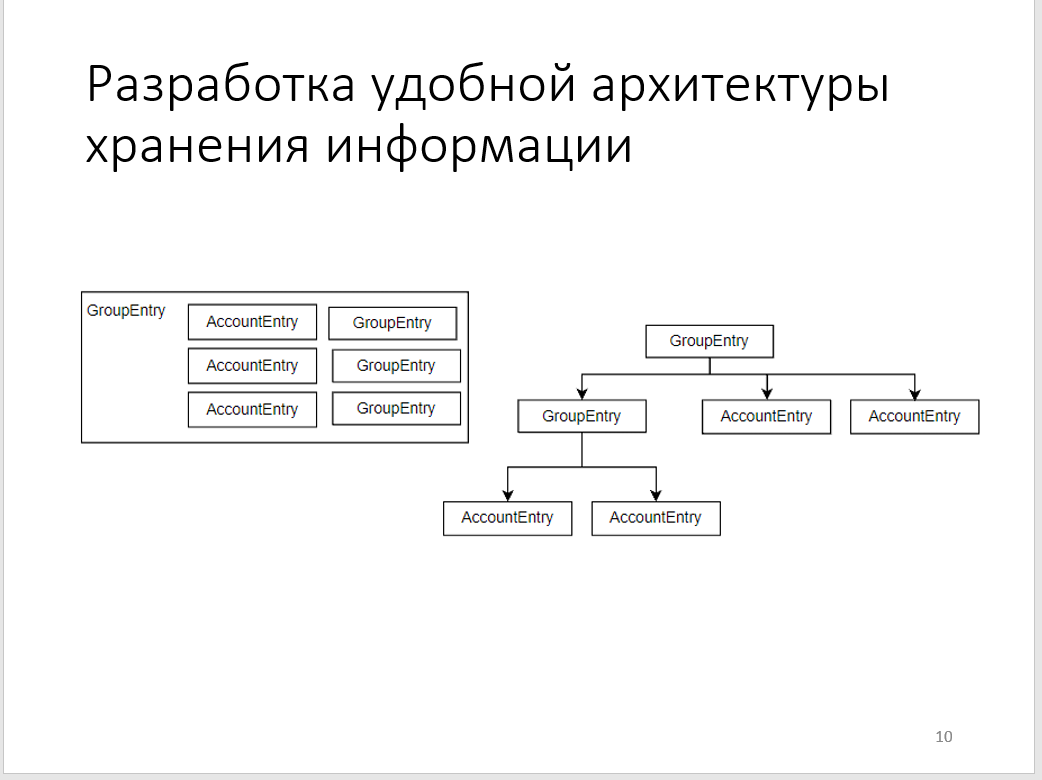 Разработка удобной архитектуры
хранения информации
GroupEntry
AccountEntry
GroupEntry
AccountEntry
GroupEntry
AccountEntry
GroupEntry
GroupEntry
GroupEntry
AccountEntry
AccountEntry
AccountEntry
AccountEntry
10